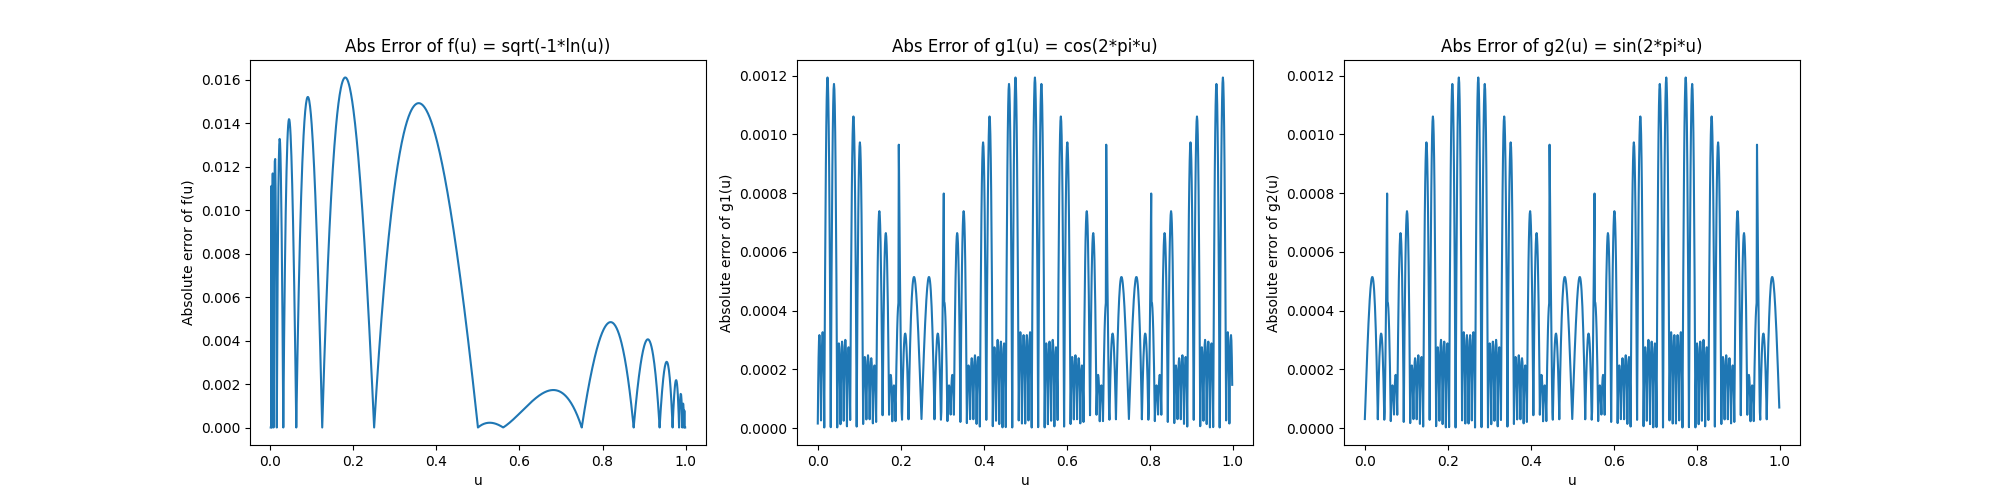 Abs Error of f(u) = sqrt(-1*ln(u))
Absolute error of f(u)
0.016
0.014
0.012
0.010
0.008
0.006
0.004
0.002
0.000
0.0 0.2 0.4 0.6 0.8 1.0
u
Abs Error of g1(u) = cos(2*pi*u)
Absolute error of g1(u)
0.0012
0.0010
0.0008
0.0006
0.0004
0.0002
0.0000
0.0 0.2 0.4 0.6 0.8 1.0
u
Abs Error of g2(u) = sin(2*pi*u)
Absolute error of g2(u)
0.0012
0.0010
0.0008
0.0006
0.0004
0.0002
0.0000
0.0 0.2 0.4 0.6 0.8 1.0
u